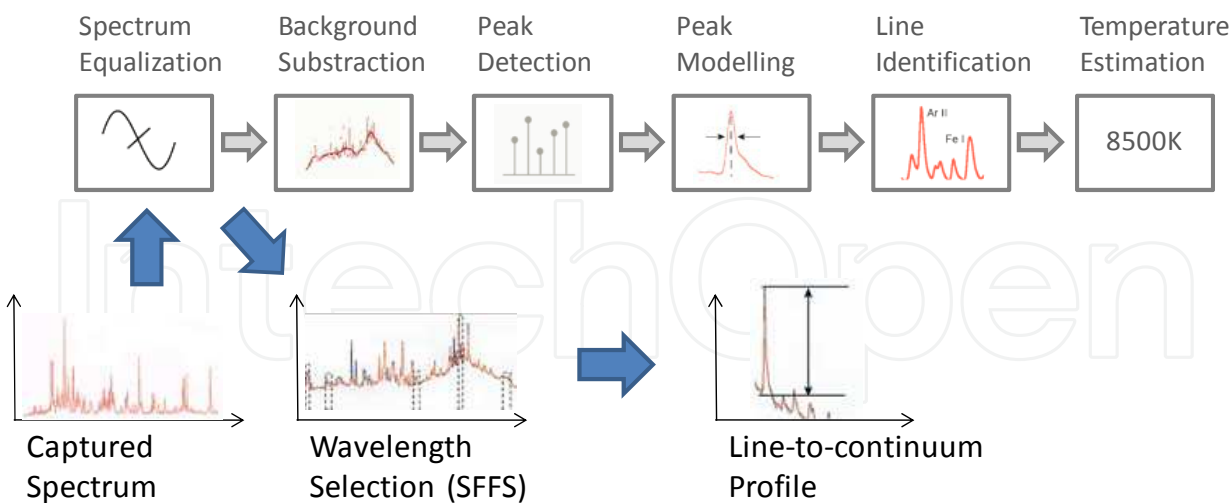 Spectrum
Equalization
Background
Substraction
Peak
Detection
Peak
Modelling
Line
Identification
Temperature
Estimation
Ar II
Fe I
8500K
IntechOpen
Captured
Spectrum
Wavelength
Selection (SFFS)
Line-to-continuum
Profile